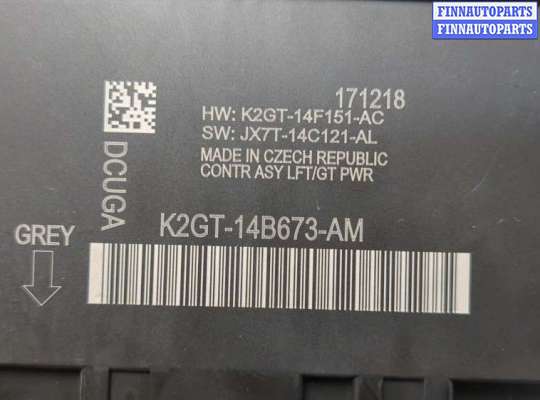 FINNAUTOPARTS
FINNAUTOPARTS
171218
HW: K2GT-14F151-AC
SW: JX7T-14C121-AL
MADE IN CZECH REPUBLIC
CONTR ASY LFT/GT PWR
DCUGA
K2GT-14B673-AM
GREY